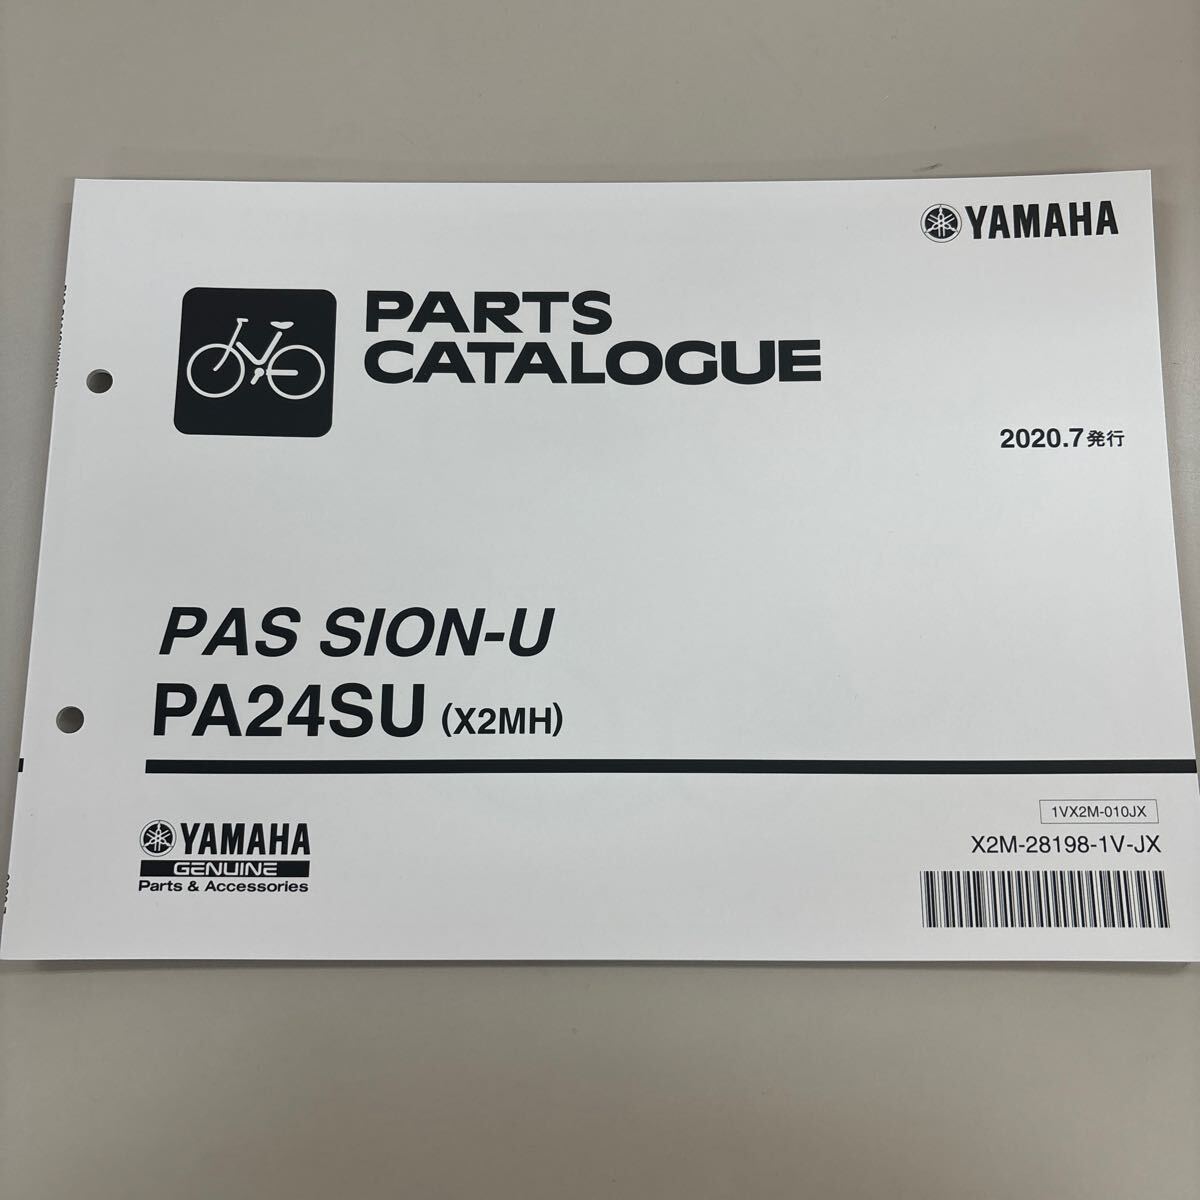 YAMAHA
PARTS
CATALOGUE
2020.7発行
PAS SION-U
PA24SU (X2MH)
1VX2M-010JX
X2M-28198-1V-JX
YAMAHA
GENUINE
Parts & Accessories